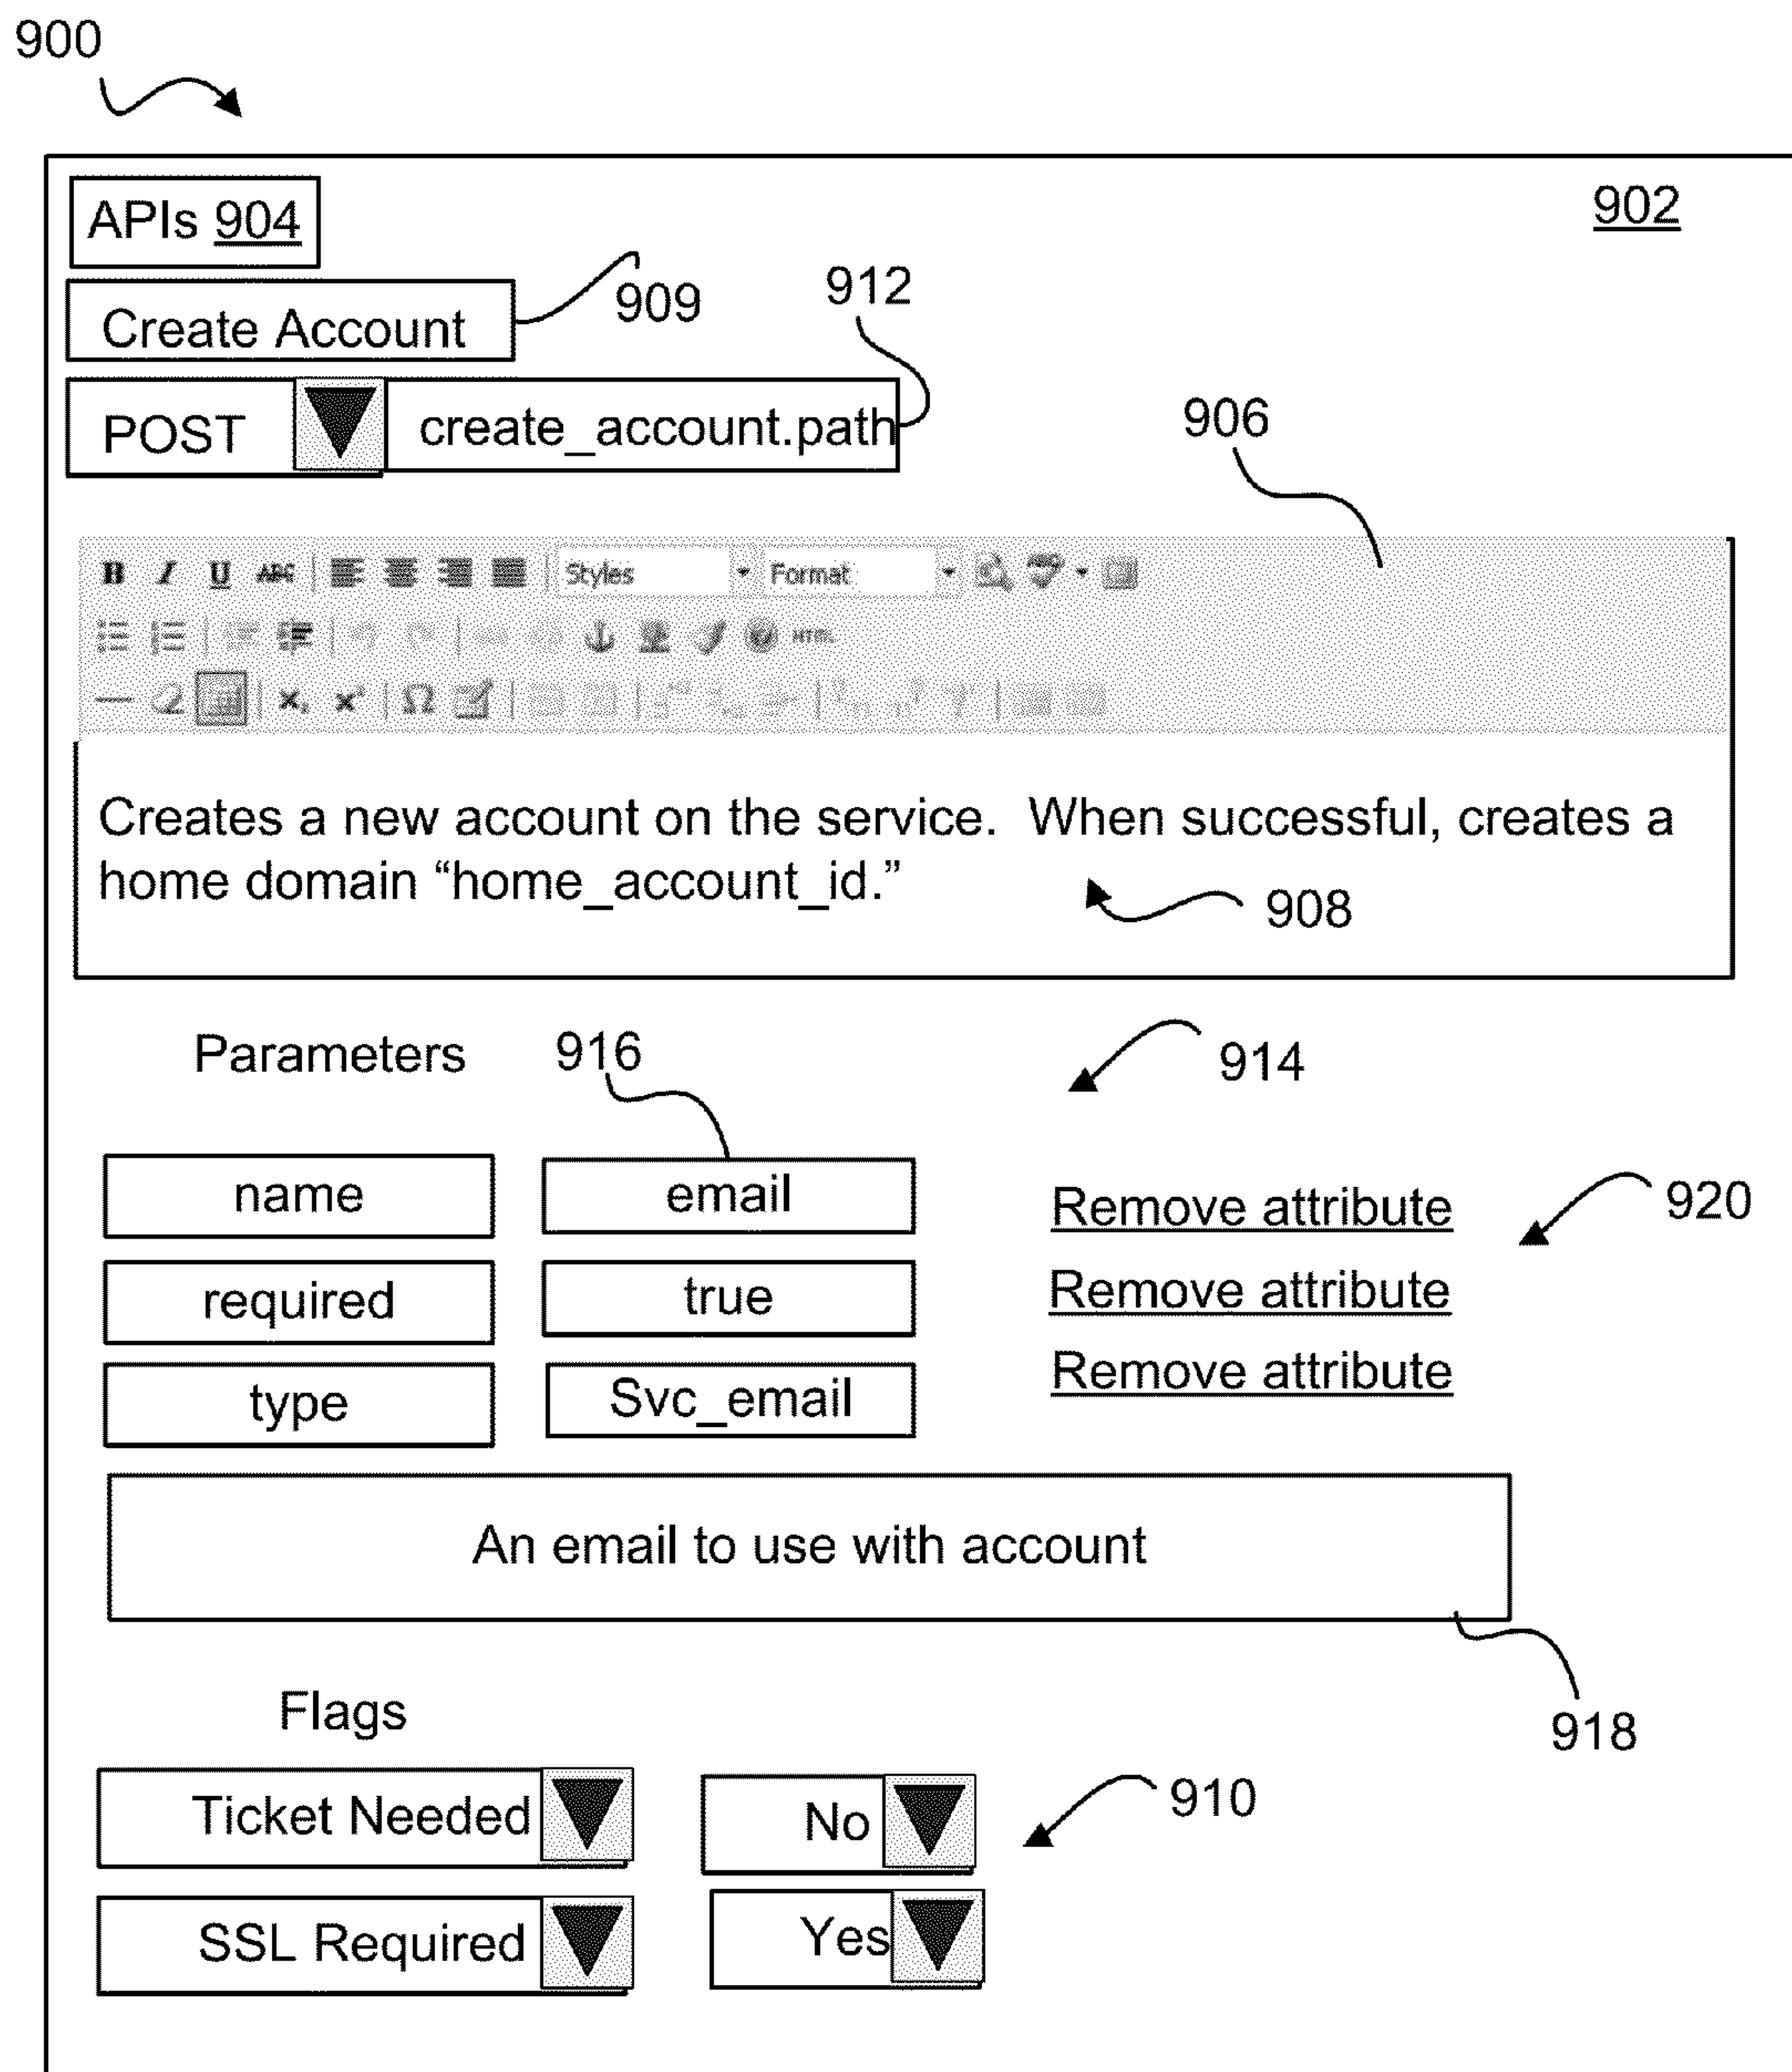 900
APIs 904
902
Create Account
909
912
POST
create_account.path
906
B I U ABC Styles Format
HTML
Ω
Creates a new account on the service. When successful, creates a
home domain “home_account_id.”
908
Parameters
916
914
name
email
Remove attribute
920
required
true
Remove attribute
type
Svc_email
Remove attribute
An email to use with account
918
Flags
Ticket Needed
No
910
SSL Required
Yes